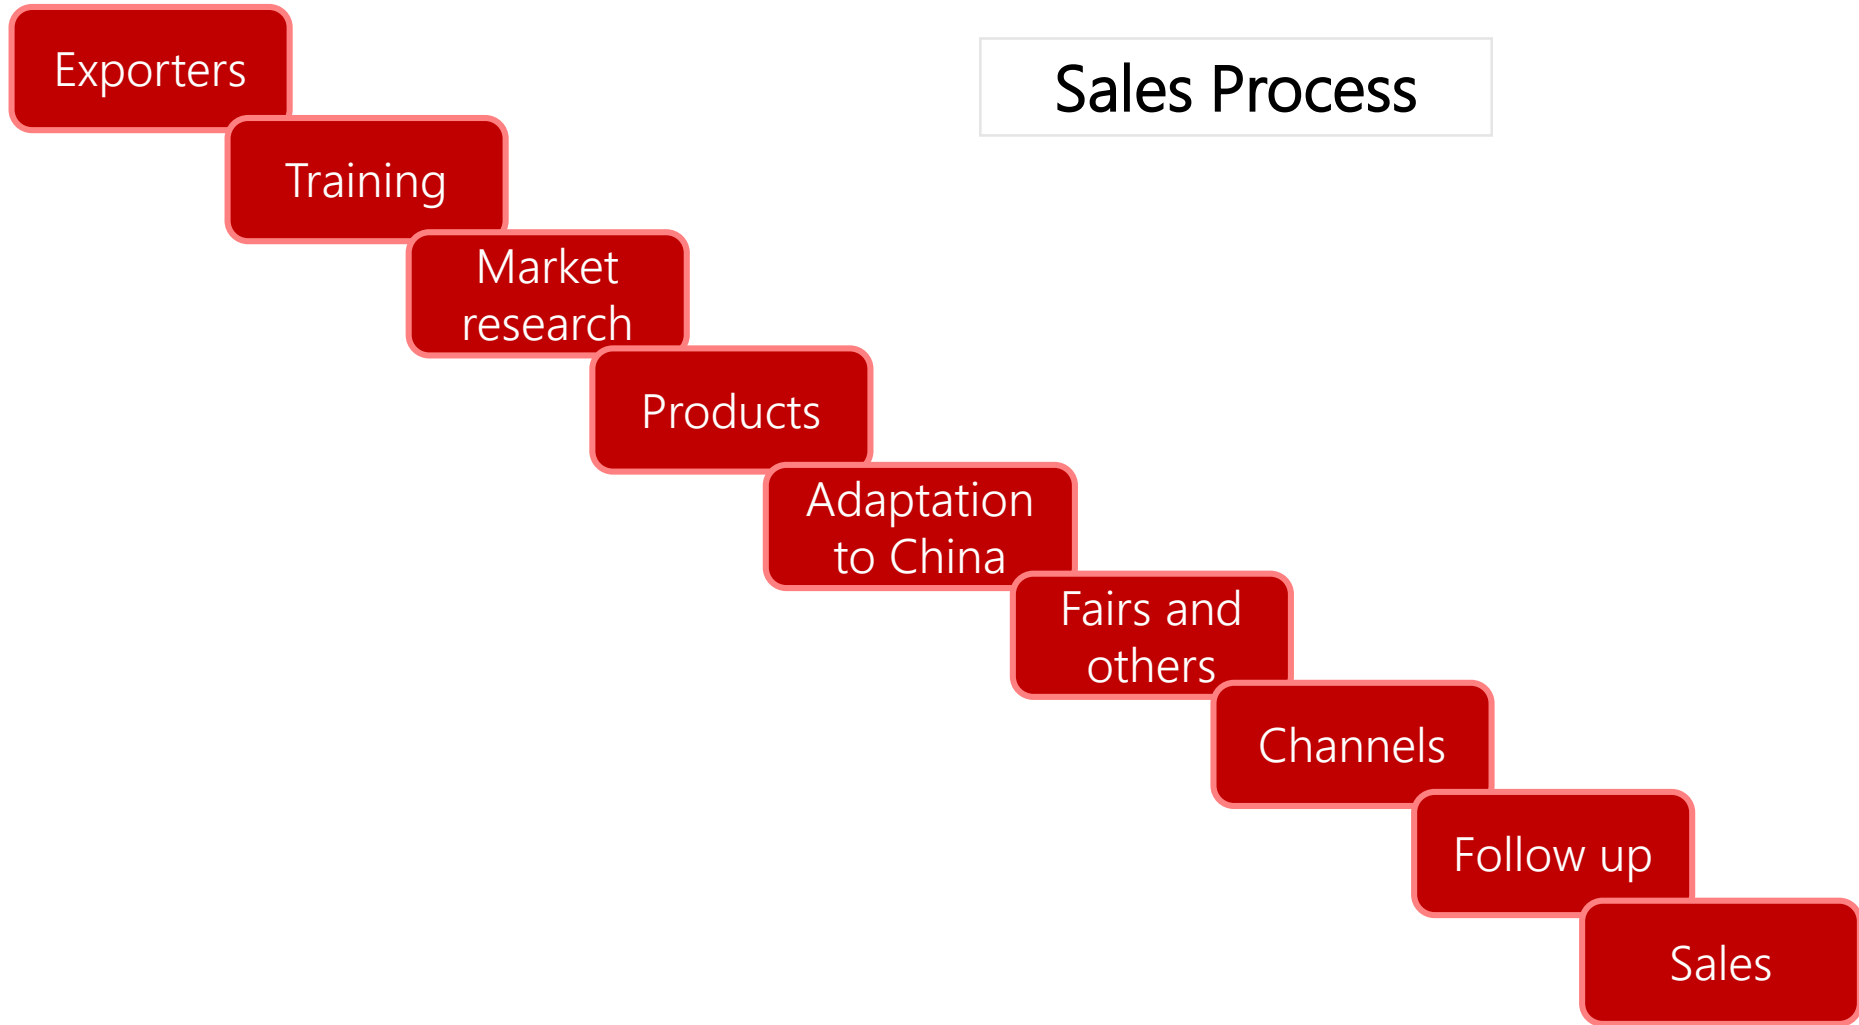 Exporters
Sales Process
Training
Market
research
Products
Adaptation
to China
Fairs and
others
Channels
Follow up
Sales